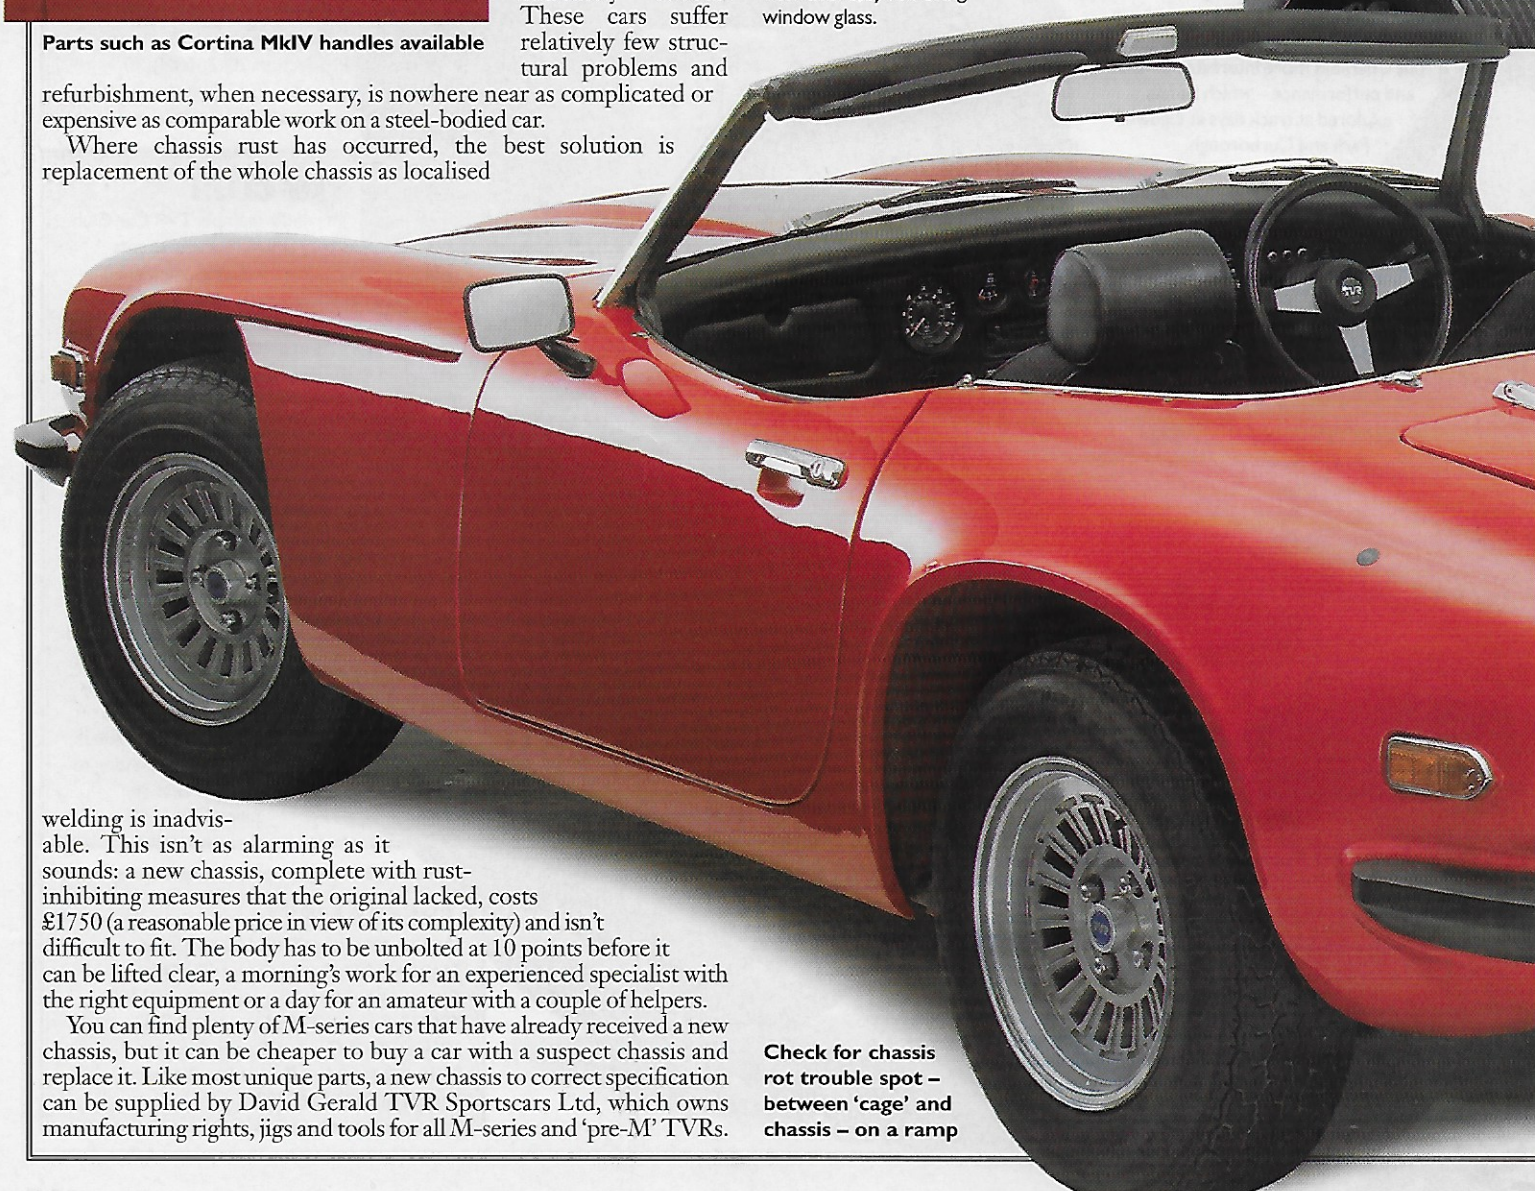 Parts such as Cortina MkIV handles available
These cars suffer
relatively few struc-
tural problems and
refurbishment, when necessary, is nowhere near as complicated or
expensive as comparable work on a steel-bodied car.
Where chassis rust has occurred, the best solution is
replacement of the whole chassis as localised
welding is inadvis-
able. This isn't as alarming as it
sounds: a new chassis, complete with rust-
inhibiting measures that the original lacked, costs
£1750 (a reasonable price in view of its complexity) and isn't
difficult to fit. The body has to be unbolted at 10 points before it
can be lifted clear, a morning's work for an experienced specialist with
the right equipment or a day for an amateur with a couple of helpers.
You can find plenty of M-series cars that have already received a new
chassis, but it can be cheaper to buy a car with a suspect chassis and
replace it. Like most unique parts, a new chassis to correct specification
can be supplied by David Gerald TVR Sportscars Ltd, which owns
manufacturing rights, jigs and tools for all M-series and 'pre-M' TVRs.
window glass.
TVR
Check for chassis
rot trouble spot –
between 'cage' and
chassis – on a ramp